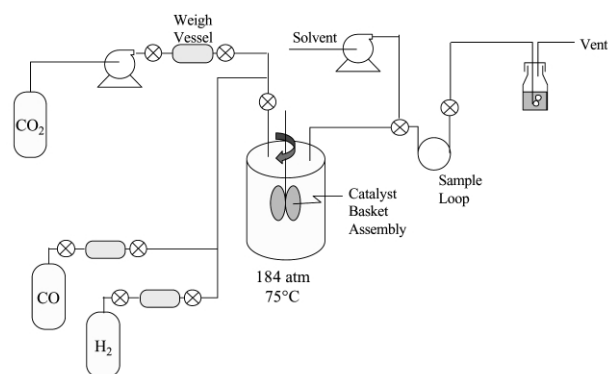 Weigh
Vessel
Solvent
Vent
CO₂
Sample
Loop
Catalyst
Basket
Assembly
184 atm
75°C
CO
H₂